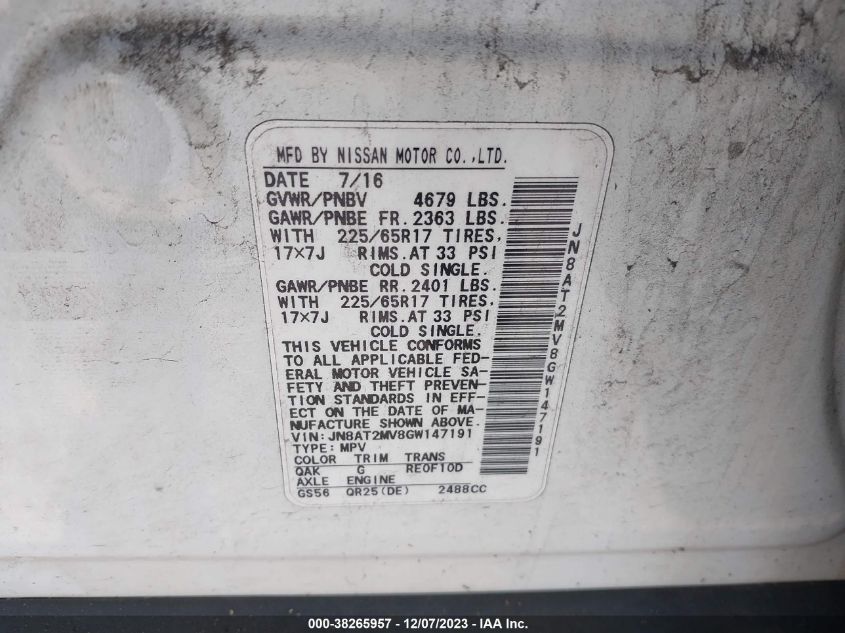 MFD BY NISSAN MOTOR CO.,LTD.
DATE 7/16
GVWR/PNBV 4679 LBS.
GAWR/PNBE FR. 2363 LBS.
WITH 225/65R17 TIRES,
17×7J RIMS.AT 33 PSI
COLD SINGLE.
GAWR/PNBE RR. 2401 LBS.
WITH 225/65R17 TIRES,
17×7J RIMS.AT 33 PSI
COLD SINGLE.
THIS VEHICLE CONFORMS
TO ALL APPLICABLE FED-
ERAL MOTOR VEHICLE SA-
FETY AND THEFT PREVEN-
TION STANDARDS IN EFF-
ECT ON THE DATE OF MA-
NUFACTURE SHOWN ABOVE.
VIN: JN8AT2MV8GW147191
TYPE: MPV
COLOR TRIM TRANS
QAK G RE0F10D
AXLE ENGINE
GS56 QR25(DE) 2488CC
JN8AT2MV8GW147191
000-38265957 - 12/07/2023 - IAA Inc.